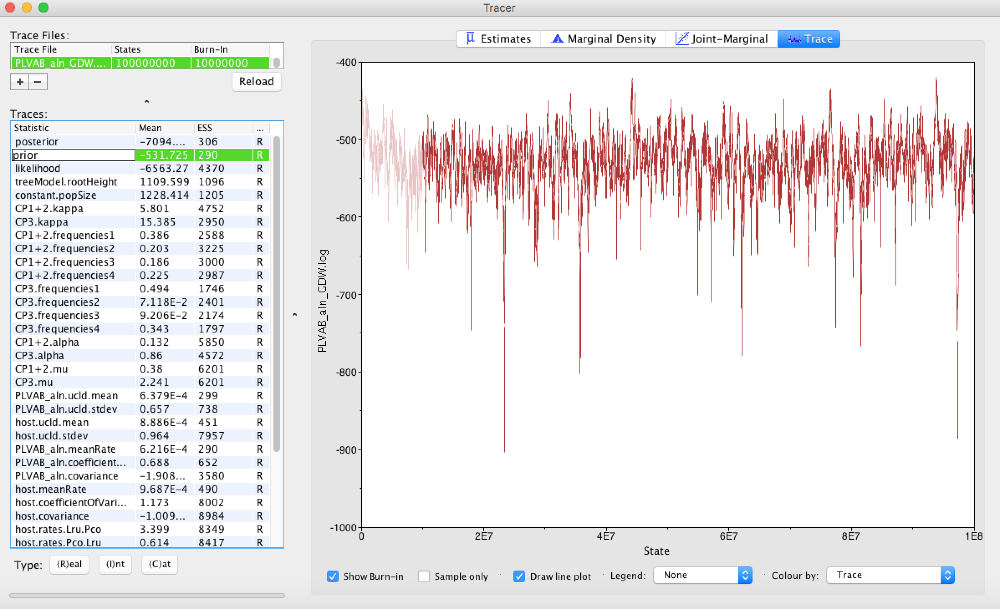 Tracer
Trace Files:
Trace File States Burn-In
PLVAB_aln_GDW.... 100000000 10000000
+ −
Reload
Traces:
Statistic Mean ESS ...
posterior -7094.... 306 R
prior -531.725 290 R
likelihood -6563.27 4370 R
treeModel.rootHeight 1109.599 1096 R
constant.popSize 1228.414 1205 R
CP1+2.kappa 5.801 4752 R
CP3.kappa 15.385 2950 R
CP1+2.frequencies1 0.386 2588 R
CP1+2.frequencies2 0.203 3225 R
CP1+2.frequencies3 0.186 3000 R
CP1+2.frequencies4 0.225 2987 R
CP3.frequencies1 0.494 1746 R
CP3.frequencies2 7.118E-2 2401 R
CP3.frequencies3 9.206E-2 2174 R
CP3.frequencies4 0.343 1797 R
CP1+2.alpha 0.132 5850 R
CP3.alpha 0.86 4572 R
CP1+2.mu 0.38 6201 R
CP3.mu 2.241 6201 R
PLVAB_aln.ucld.mean 6.379E-4 299 R
PLVAB_aln.ucld.stdev 0.657 738 R
host.ucld.mean 8.886E-4 451 R
host.ucld.stdev 0.964 7957 R
PLVAB_aln.meanRate 6.216E-4 290 R
PLVAB_aln.coefficient... 0.688 652 R
PLVAB_aln.covariance -1.908... 3580 R
host.meanRate 9.687E-4 490 R
host.coefficientOfVari... 1.173 8002 R
host.covariance -1.009... 8984 R
host.rates.Lru.Pco 3.399 8349 R
host.rates.Pco.Lru 0.614 8417 R
Type: (R)eal (I)nt (C)at
Estimates Marginal Density Joint-Marginal Trace
-400
-500
-600
-700
-800
-900
-1000
PLVAB_aln_GDW.log
0 2E7 4E7 6E7 8E7 1E8
State
Show Burn-in Sample only Draw line plot Legend: None Colour by: Trace